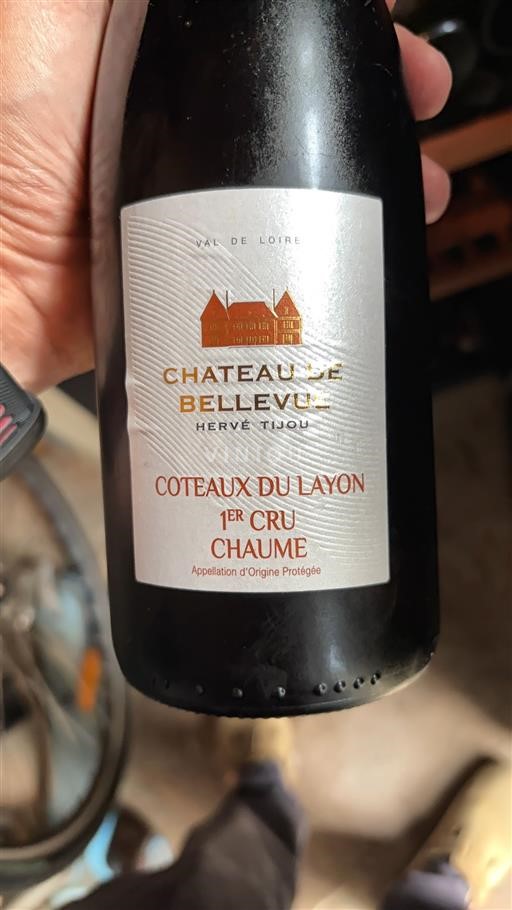 VAL DE LOIRE
CHATEAU DE
BELLEVUE
HERVÉ TIJOU
COTEAUX DU LAYON
1ER CRU
CHAUME
Appellation d'Origine Protégée